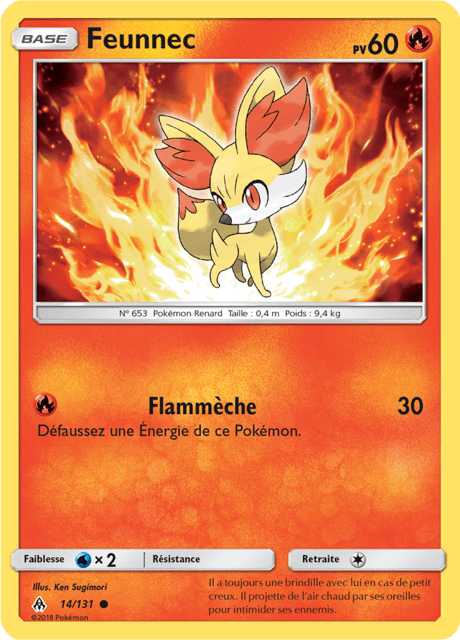 BASE Feunnec PV60
N° 653 Pokémon Renard Taille : 0,4 m Poids : 9,4 kg
Flammèche 30
Défaussez une Énergie de ce Pokémon.
Faiblesse × 2 Résistance Retraite
Illus. Ken Sugimori
14/131
©2018 Pokémon
Il a toujours une brindille avec lui en cas de petit
creux. Il projette de l'air chaud par ses oreilles
pour intimider ses ennemis.